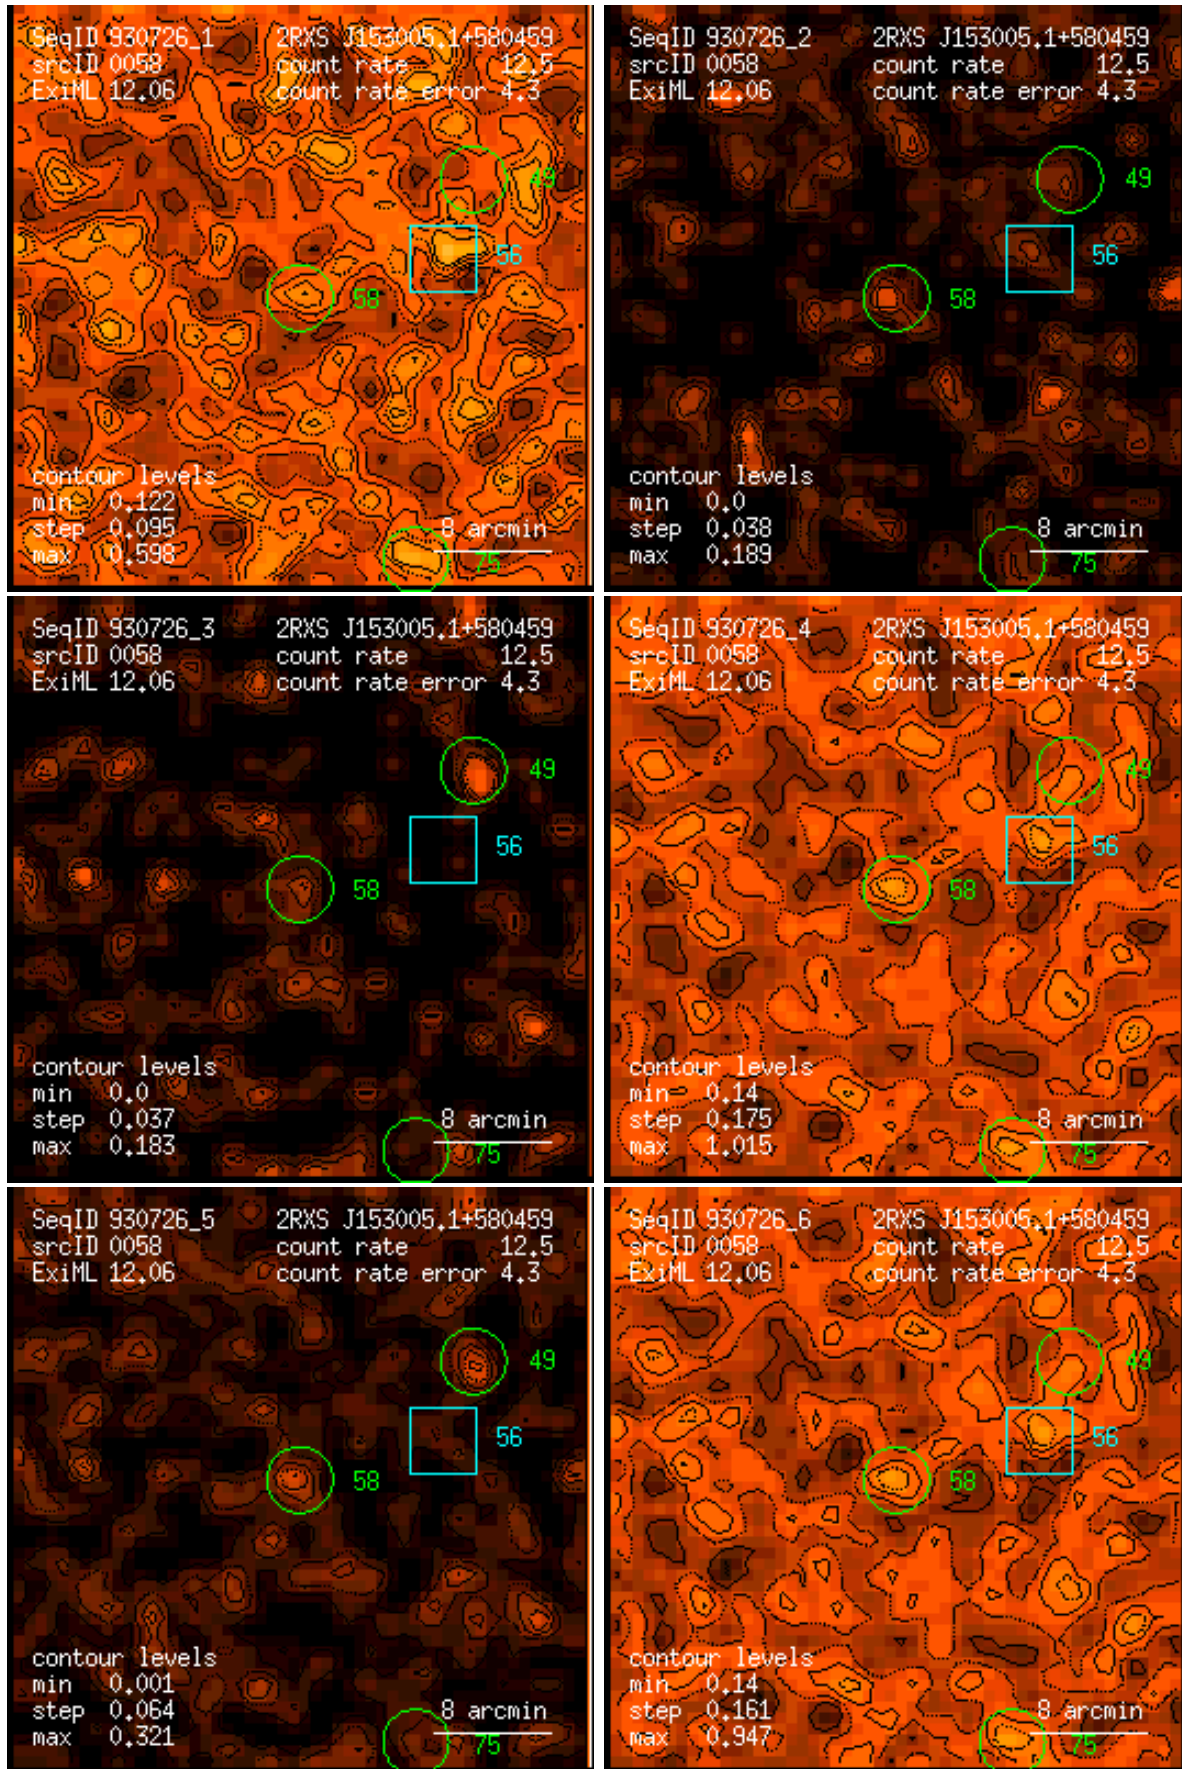 SeqID 930726_1 2RXS J153005.1+580459
srcID 0058 count rate 12.5
ExiML 12.06 count rate error 4.3
49
56
58
contour levels
min 0.122
step 0.095 8 arcmin
max 0.598 75
SeqID 930726_2 2RXS J153005.1+580459
srcID 0058 count rate 12.5
ExiML 12.06 count rate error 4.3
49
56
58
contour levels
min 0.0
step 0.038 8 arcmin
max 0.189 75
SeqID 930726_3 2RXS J153005.1+580459
srcID 0058 count rate 12.5
ExiML 12.06 count rate error 4.3
49
56
58
contour levels
min 0.0
step 0.037 8 arcmin
max 0.183 75
SeqID 930726_4 2RXS J153005.1+580459
srcID 0058 count rate 12.5
ExiML 12.06 count rate error 4.3
49
56
58
contour levels
min 0.14
step 0.175 8 arcmin
max 1.015 75
SeqID 930726_5 2RXS J153005.1+580459
srcID 0058 count rate 12.5
ExiML 12.06 count rate error 4.3
49
56
58
contour levels
min 0.001
step 0.064 8 arcmin
max 0.321 75
SeqID 930726_6 2RXS J153005.1+580459
srcID 0058 count rate 12.5
ExiML 12.06 count rate error 4.3
49
56
58
contour levels
min 0.14
step 0.161 8 arcmin
max 0.947 75